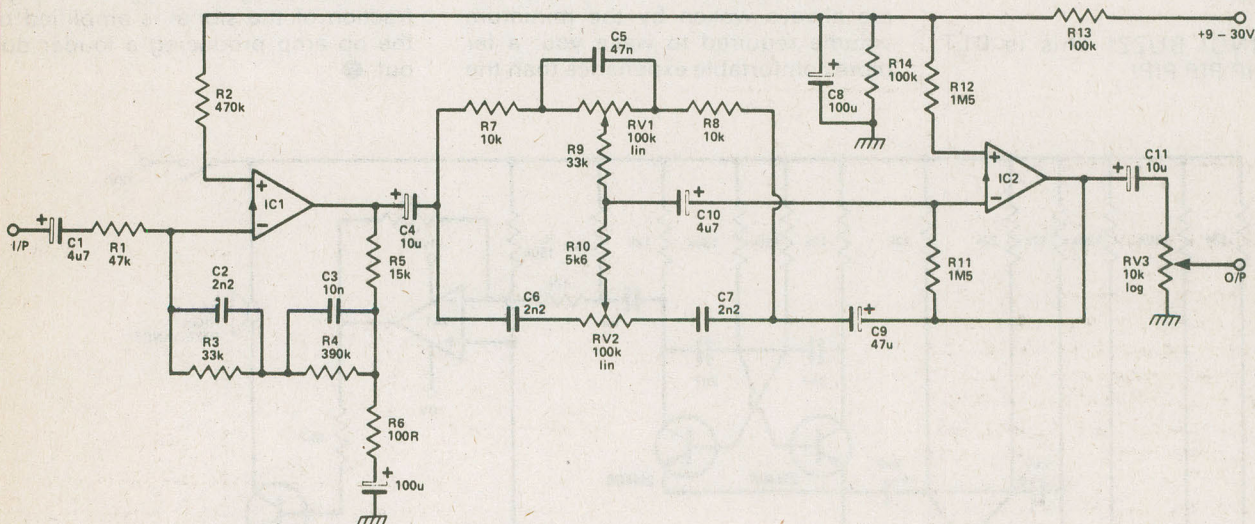 R2
470k
C5
47n
R7
10k
RV1
100k
lin
R8
10k
R9
33k
C8
100u
R14
100k
R12
1M5
R13
100k
+9 – 30V
+
–
IC1
+
–
IC2
I/P
+
C1
4u7
R1
47k
+
C4
10u
+
C10
4u7
+
C11
10u
R5
15k
R10
5k6
R11
1M5
RV3
10k
log
O/P
C2
2n2
C3
10n
R3
33k
R4
390k
C6
2n2
RV2
100k
lin
C7
2n2
+
C9
47u
R6
100R
+
100u